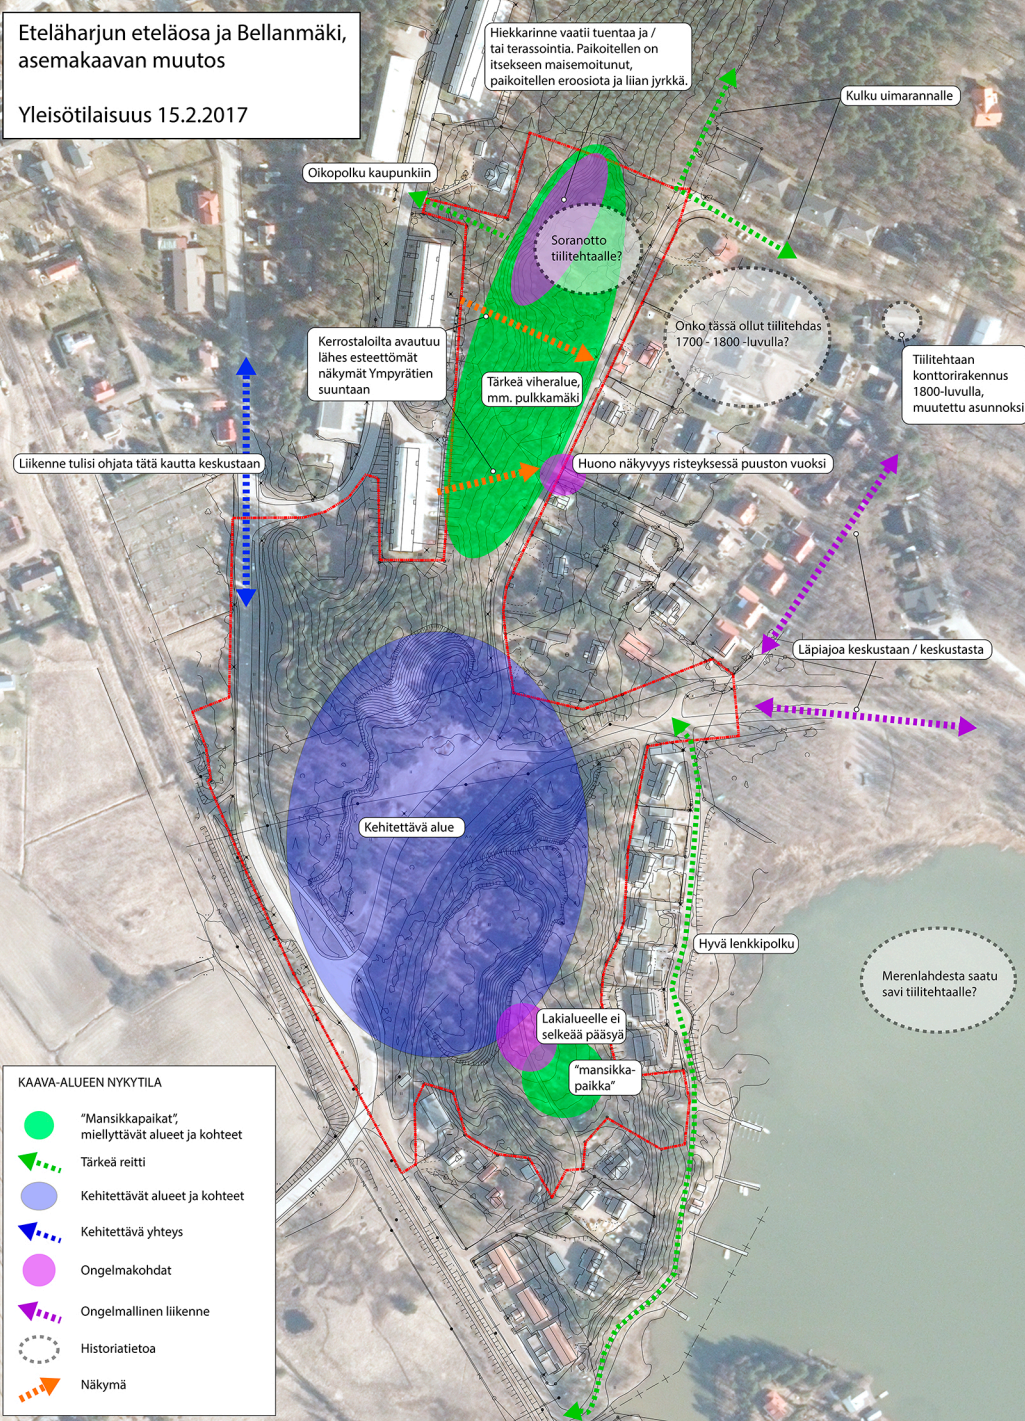 Eteläharjun eteläosa ja Bellanmäki,
asemakaavan muutos
Yleisötilaisuus 15.2.2017
Hiekkarinne vaatii tuentaa ja /
tai terassointia. Paikoitellen on
itsekseen maisemoitunut,
paikoitellen eroosiota ja liian jyrkkä.
Kulku uimarannalle
Oikopolku kaupunkiin
Soranotto
tiilitehtaalle?
Onko tässä ollut tiilitehdas
1700 - 1800 -luvulla?
Tiilitehtaan
konttorirakennus
1800-luvulla,
muutettu asunnoksi
Kerrostaloilta avautuu
lähes esteettömät
näkymät Ympyrätien
suuntaan
Tärkeä viheralue,
mm. pulkkamäki
Liikenne tulisi ohjata tätä kautta keskustaan
Huono näkyvyys risteyksessä puuston vuoksi
Läpiajoa keskustaan / keskustasta
Kehitettävä alue
Hyvä lenkkipolku
Merenlahdesta saatu
savi tiilitehtaalle?
Lakialueelle ei
selkeää pääsyä
"mansikka-
paikka"
KAAVA-ALUEEN NYKYTILA
"Mansikkapaikat",
miellyttävät alueet ja kohteet
Tärkeä reitti
Kehitettävät alueet ja kohteet
Kehitettävä yhteys
Ongelmakohdat
Ongelmallinen liikenne
Historiatietoa
Näkymä